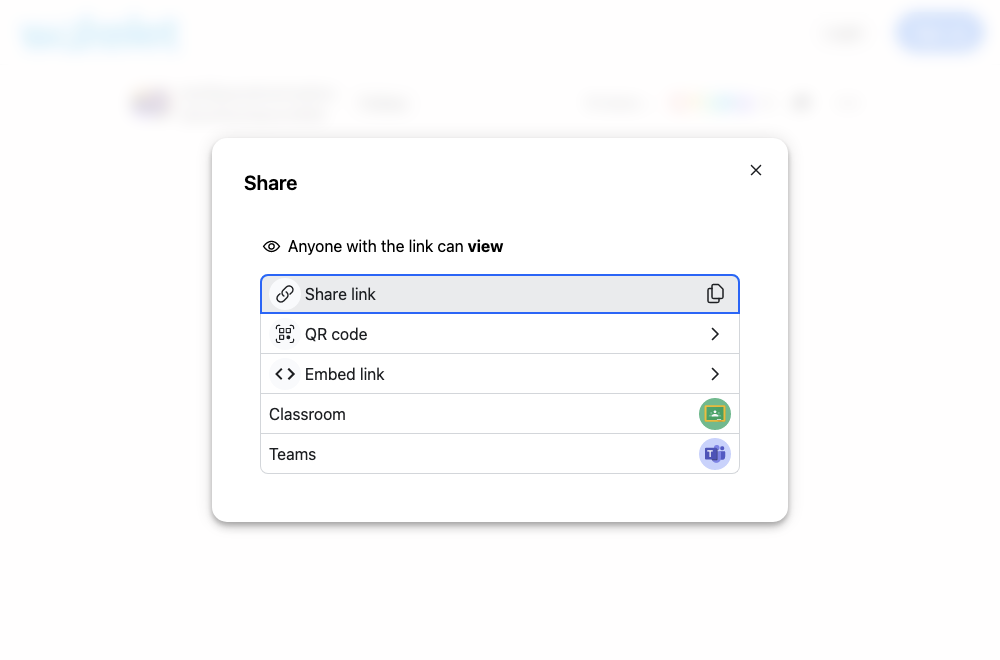 Share
Anyone with the link can view
Share link
QR code
Embed link
Classroom
Teams